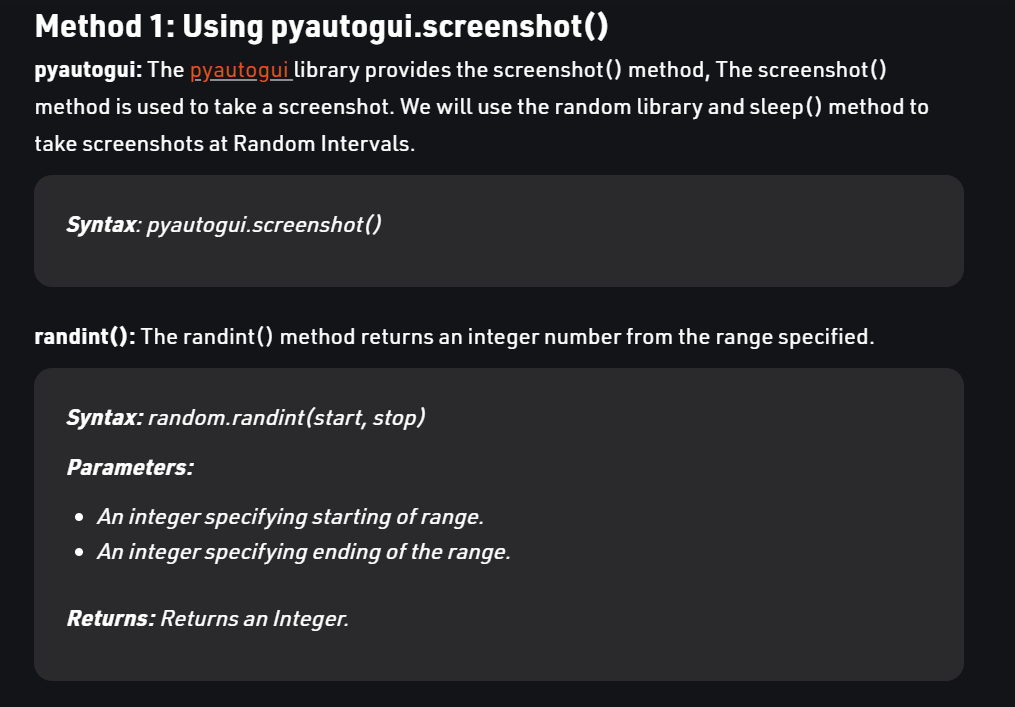 Method 1: Using pyautogui.screenshot()
pyautogui: The pyautogui library provides the screenshot() method, The screenshot()
method is used to take a screenshot. We will use the random library and sleep() method to
take screenshots at Random Intervals.
Syntax: pyautogui.screenshot()
randint(): The randint() method returns an integer number from the range specified.
Syntax: random.randint(start, stop)
Parameters:
• An integer specifying starting of range.
• An integer specifying ending of the range.
Returns: Returns an Integer.